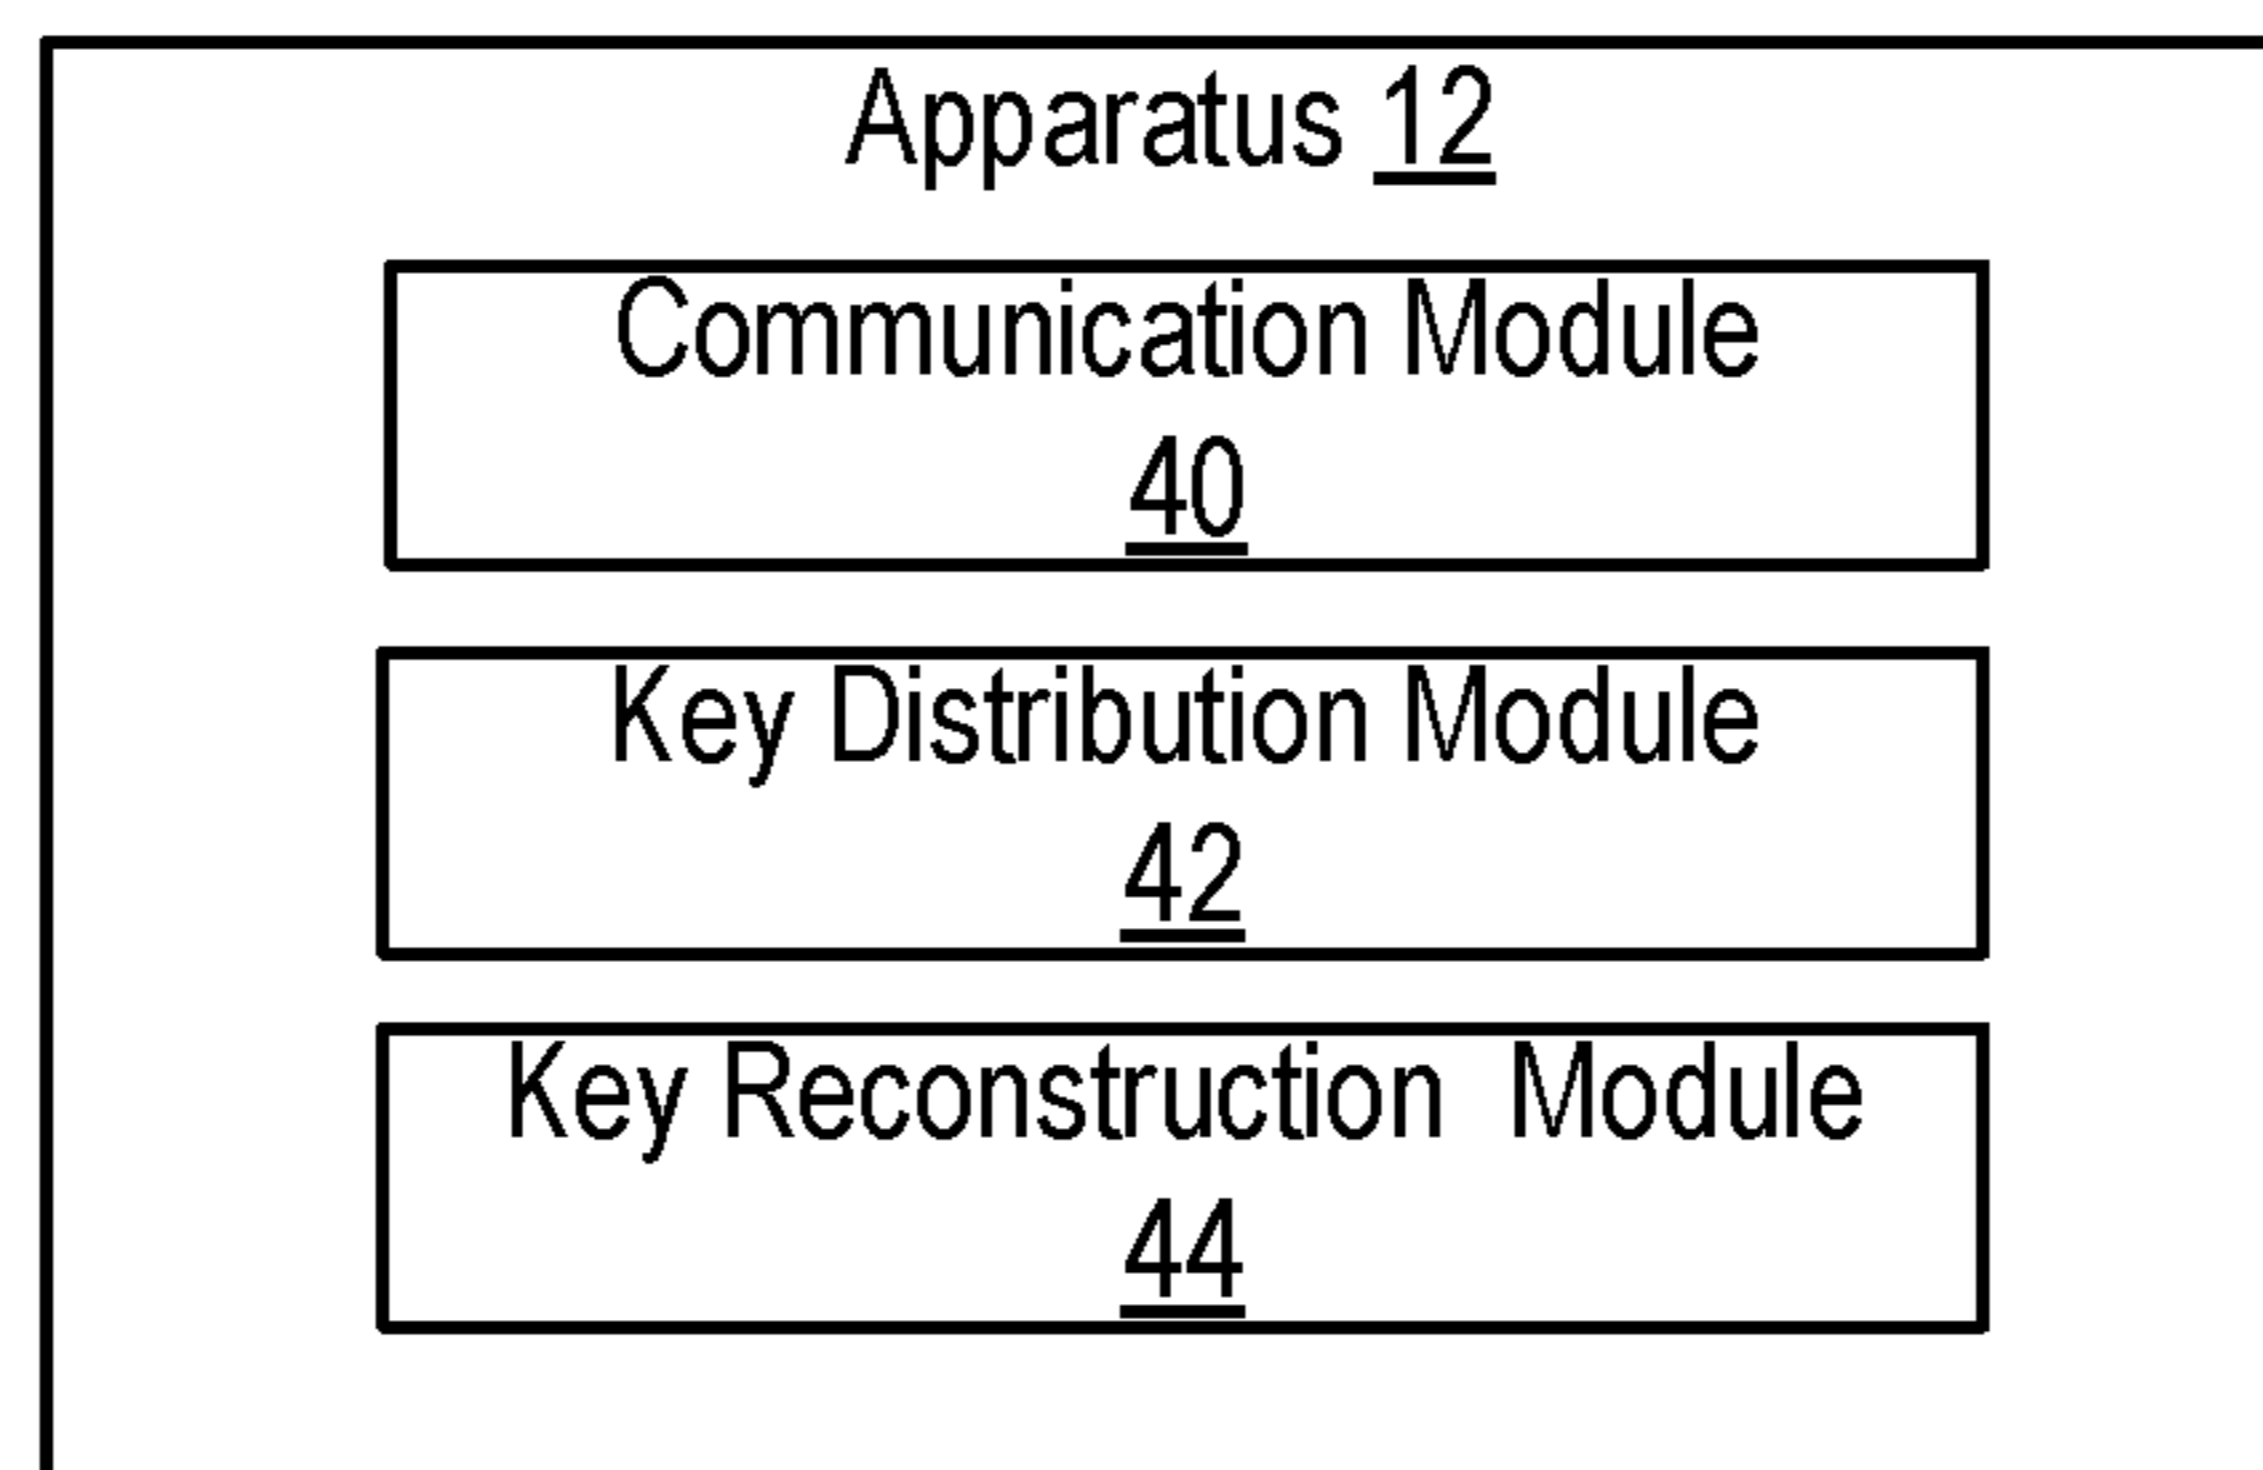 Apparatus 12
Communication Module
40
Key Distribution Module
42
Key Reconstruction Module
44